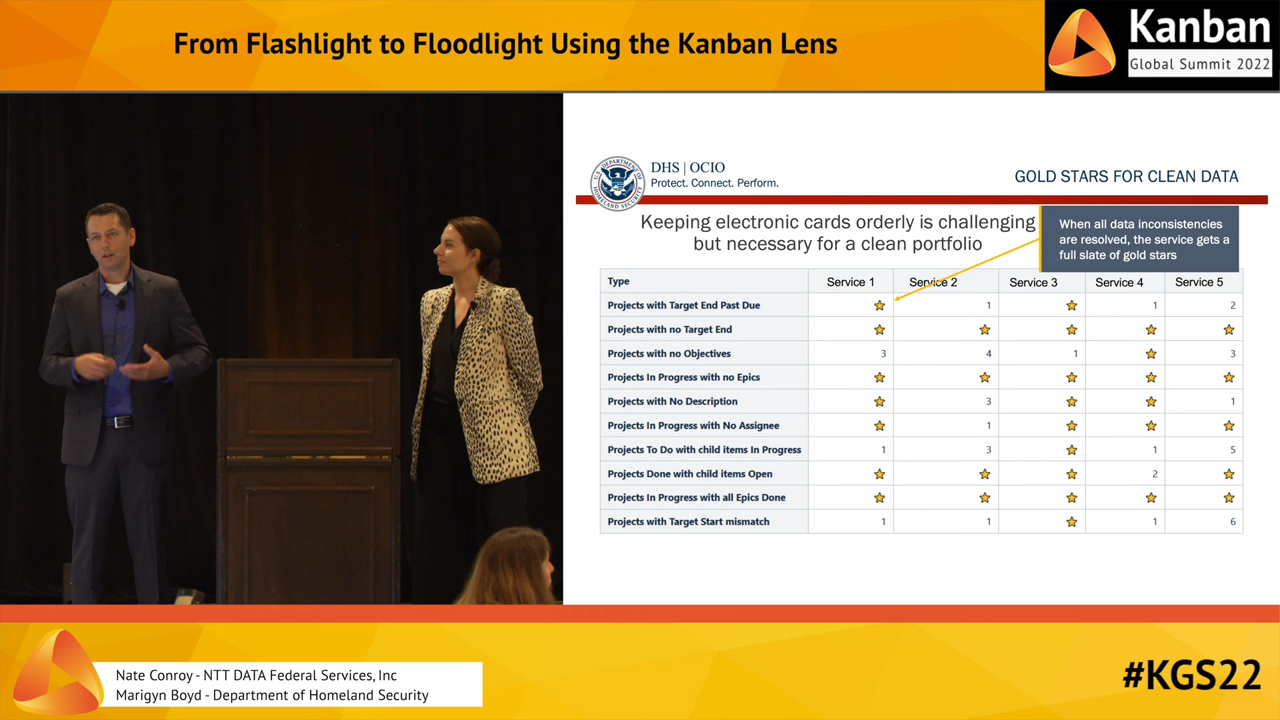 From Flashlight to Floodlight Using the Kanban Lens
Kanban
Global Summit 2022
U.S. DEPARTMENT OF HOMELAND SECURITY
DHS | OCIO
Protect. Connect. Perform.
GOLD STARS FOR CLEAN DATA
Keeping electronic cards orderly is challenging
but necessary for a clean portfolio
When all data inconsistencies
are resolved, the service gets a
full slate of gold stars
Type Service 1 Service 2 Service 3 Service 4 Service 5
Projects with Target End Past Due 1 1 2
Projects with no Target End
Projects with no Objectives 3 4 1 3
Projects In Progress with no Epics
Projects with No Description 3 1
Projects In Progress with No Assignee 1
Projects To Do with child items In Progress 1 3 1 5
Projects Done with child items Open 2
Projects In Progress with all Epics Done
Projects with Target Start mismatch 1 1 1 6
Nate Conroy - NTT DATA Federal Services, Inc
Marigyn Boyd - Department of Homeland Security
#KGS22